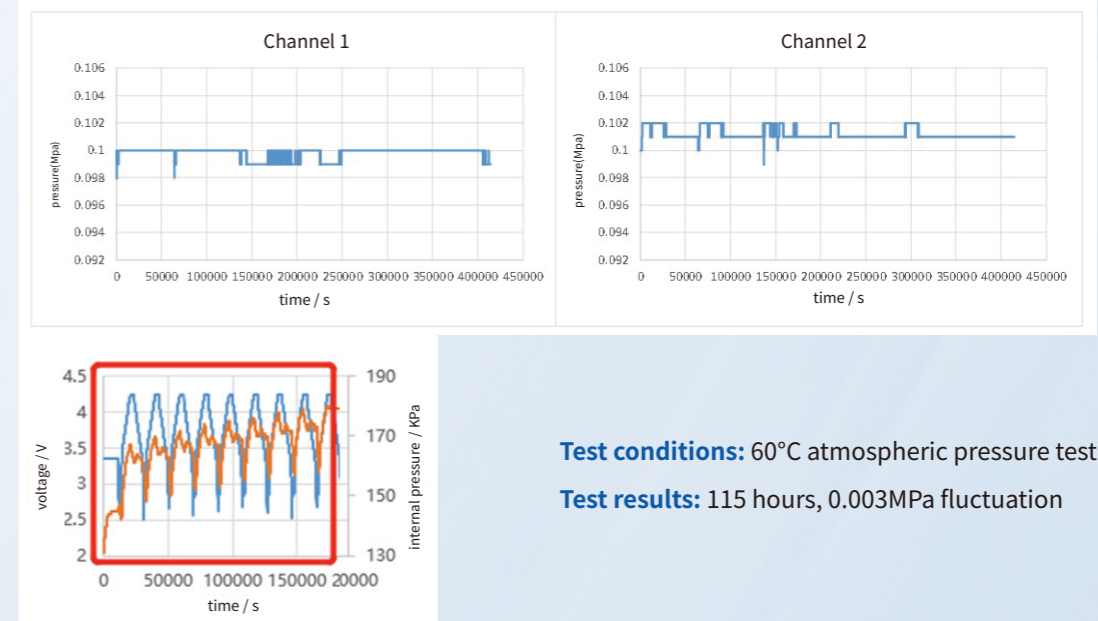 Channel 1
0.106
0.104
0.102
0.1
0.098
0.096
0.094
0.092
pressure(Mpa)
0 50000 100000 150000 200000 250000 300000 350000 400000 450000
time / s
Channel 2
0.106
0.104
0.102
0.1
0.098
0.096
0.094
0.092
pressure(Mpa)
0 50000 100000 150000 200000 250000 300000 350000 400000 450000
time / s
4.5
4
3.5
3
2.5
2
voltage / V
190
170
150
130
internal pressure / KPa
0 50000 100000 150000 20000
time / s
Test conditions: 60°C atmospheric pressure test
Test results: 115 hours, 0.003MPa fluctuation